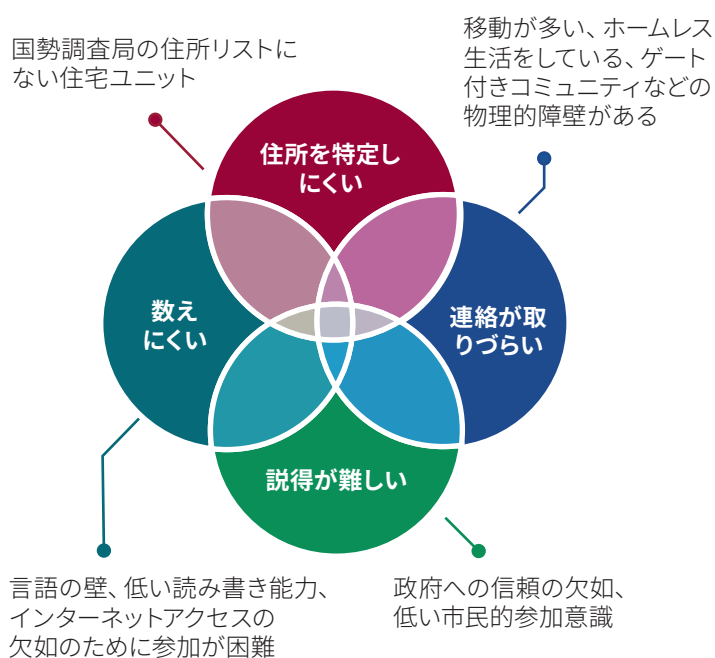 国勢調査局の住所リストに
ない住宅ユニット
移動が多い、ホームレス
生活をしている、ゲート
付きコミュニティなどの
物理的障壁がある
住所を特定し
にくい
数え
にくい
連絡が取
りづらい
説得が難しい
言語の壁、低い読み書き能力、
インターネットアクセスの
欠如のために参加が困難
政府への信頼の欠如、
低い市民的参加意識